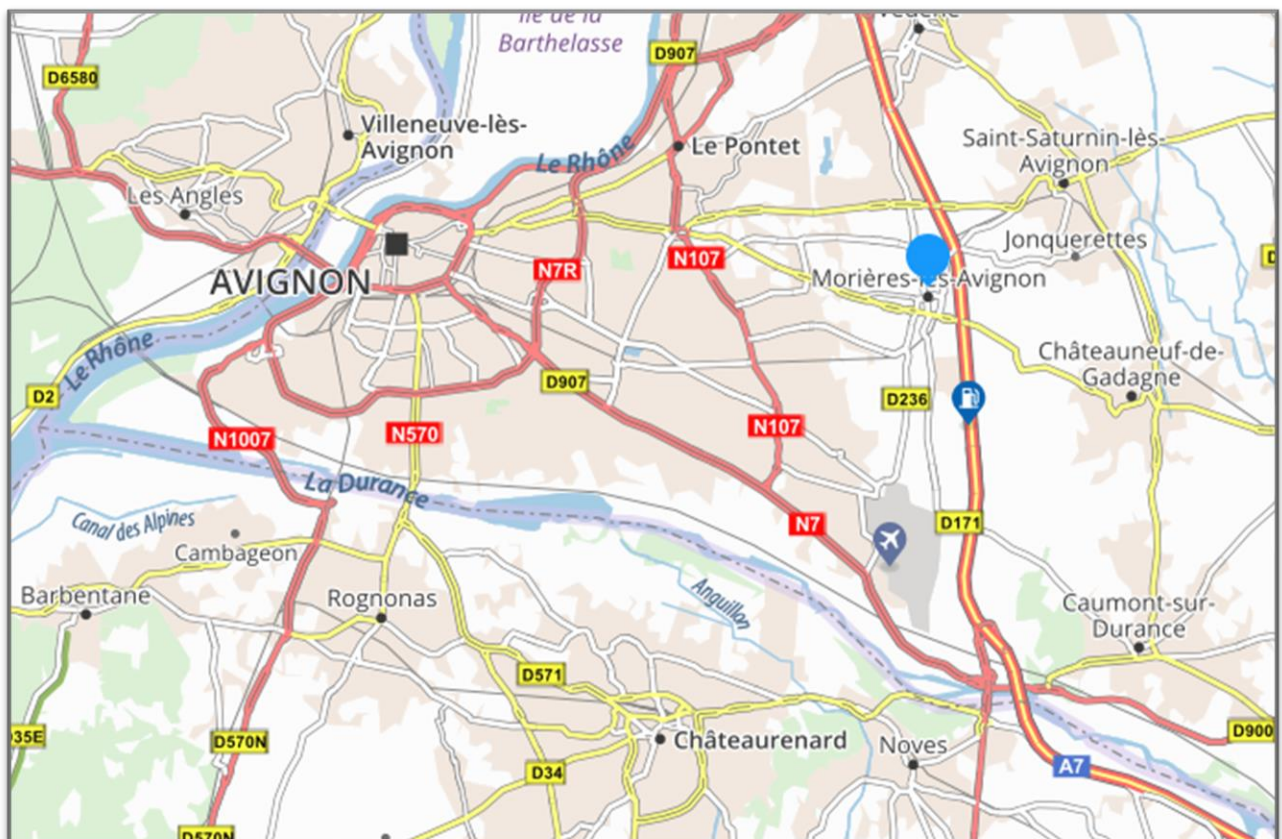 Île de la
Barthelasse
D907
Vedène
D6580
Villeneuve-lès-
Avignon
Le Rhône
Le Pontet
Saint-Saturnin-lès-
Avignon
Les Angles
Jonquerettes
N107
N7R
AVIGNON
Morières-lès-Avignon
Le Rhône
Châteauneuf-de-
Gadagne
D2
D907
D236
N1007
N570
N107
La Durance
Canal des Alpines
N7
D171
Cambageon
Barbentane
Rognonas
Anguillon
Caumont-sur-
Durance
D571
35E
D570N
Châteaurenard
Noves
D900
D34
A7
D570N